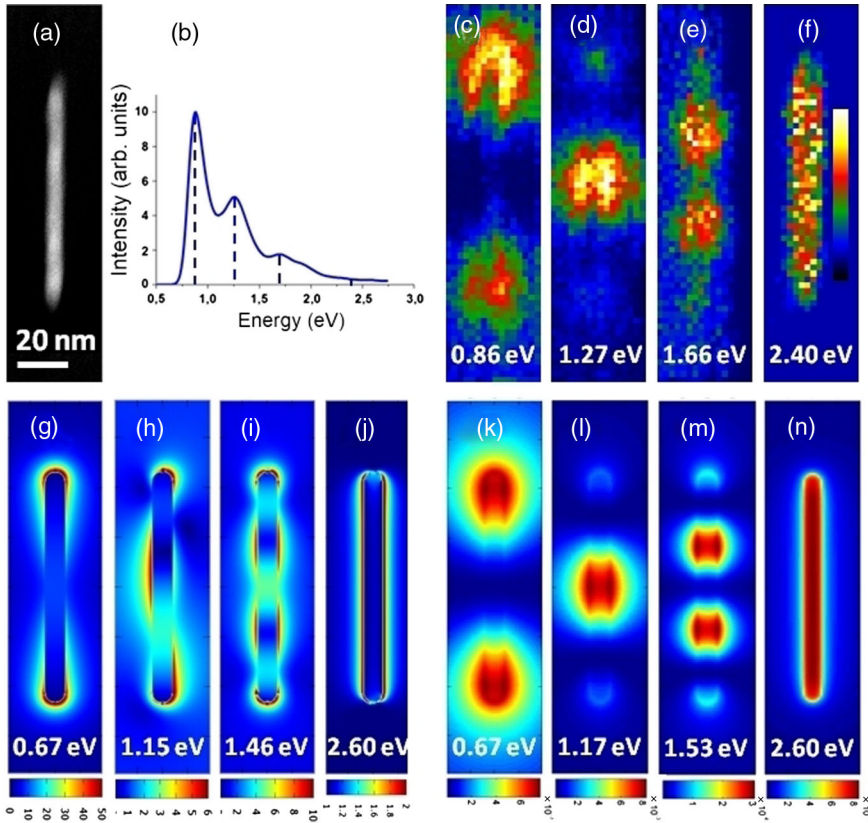 (a)
20 nm
(b)
Intensity (arb. units)
10
8
6
4
2
0
0,5 1,0 1,5 2,0 2,5 3,0
Energy (eV)
(c)
0.86 eV
(d)
1.27 eV
(e)
1.66 eV
(f)
2.40 eV
(g)
0.67 eV
0 10 20 30 40 50
(h)
1.15 eV
1 2 3 4 5 6
(i)
1.46 eV
2 4 6 8 10
(j)
2.60 eV
1 1.2 1.4 1.6 1.8 2
(k)
0.67 eV
2 4 6
(l)
1.17 eV
2 4 6
(m)
1.53 eV
1 2 3
(n)
2.60 eV
2 4 6 8